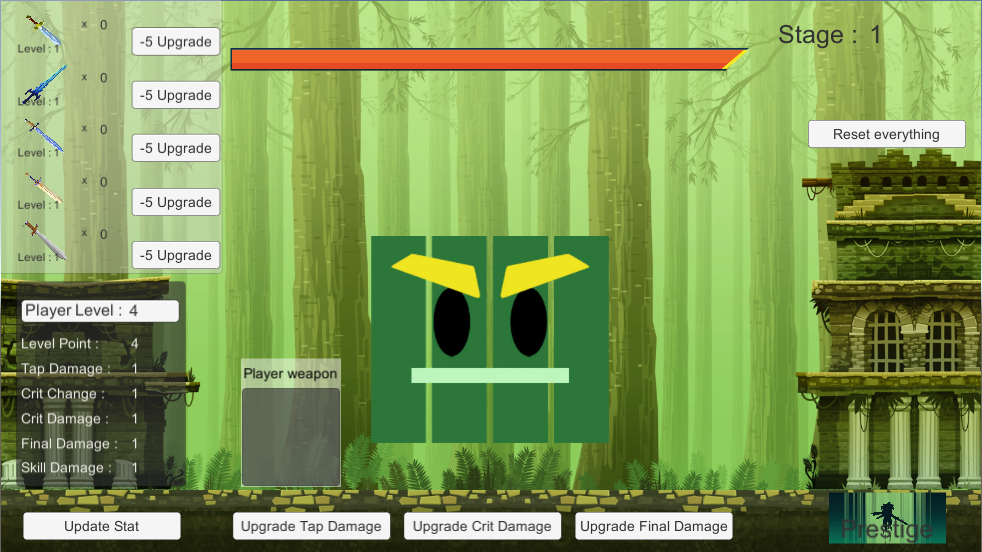 x 0
Level : 1
-5 Upgrade
x 0
Level : 1
-5 Upgrade
x 0
Level : 1
-5 Upgrade
x 0
Level : 1
-5 Upgrade
x 0
Level : 1
-5 Upgrade
Stage : 1
Reset everything
Player Level : 4
Level Point : 4
Tap Damage : 1
Crit Change : 1
Crit Damage : 1
Final Damage : 1
Skill Damage : 1
Player weapon
Update Stat
Upgrade Tap Damage
Upgrade Crit Damage
Upgrade Final Damage
Prestige